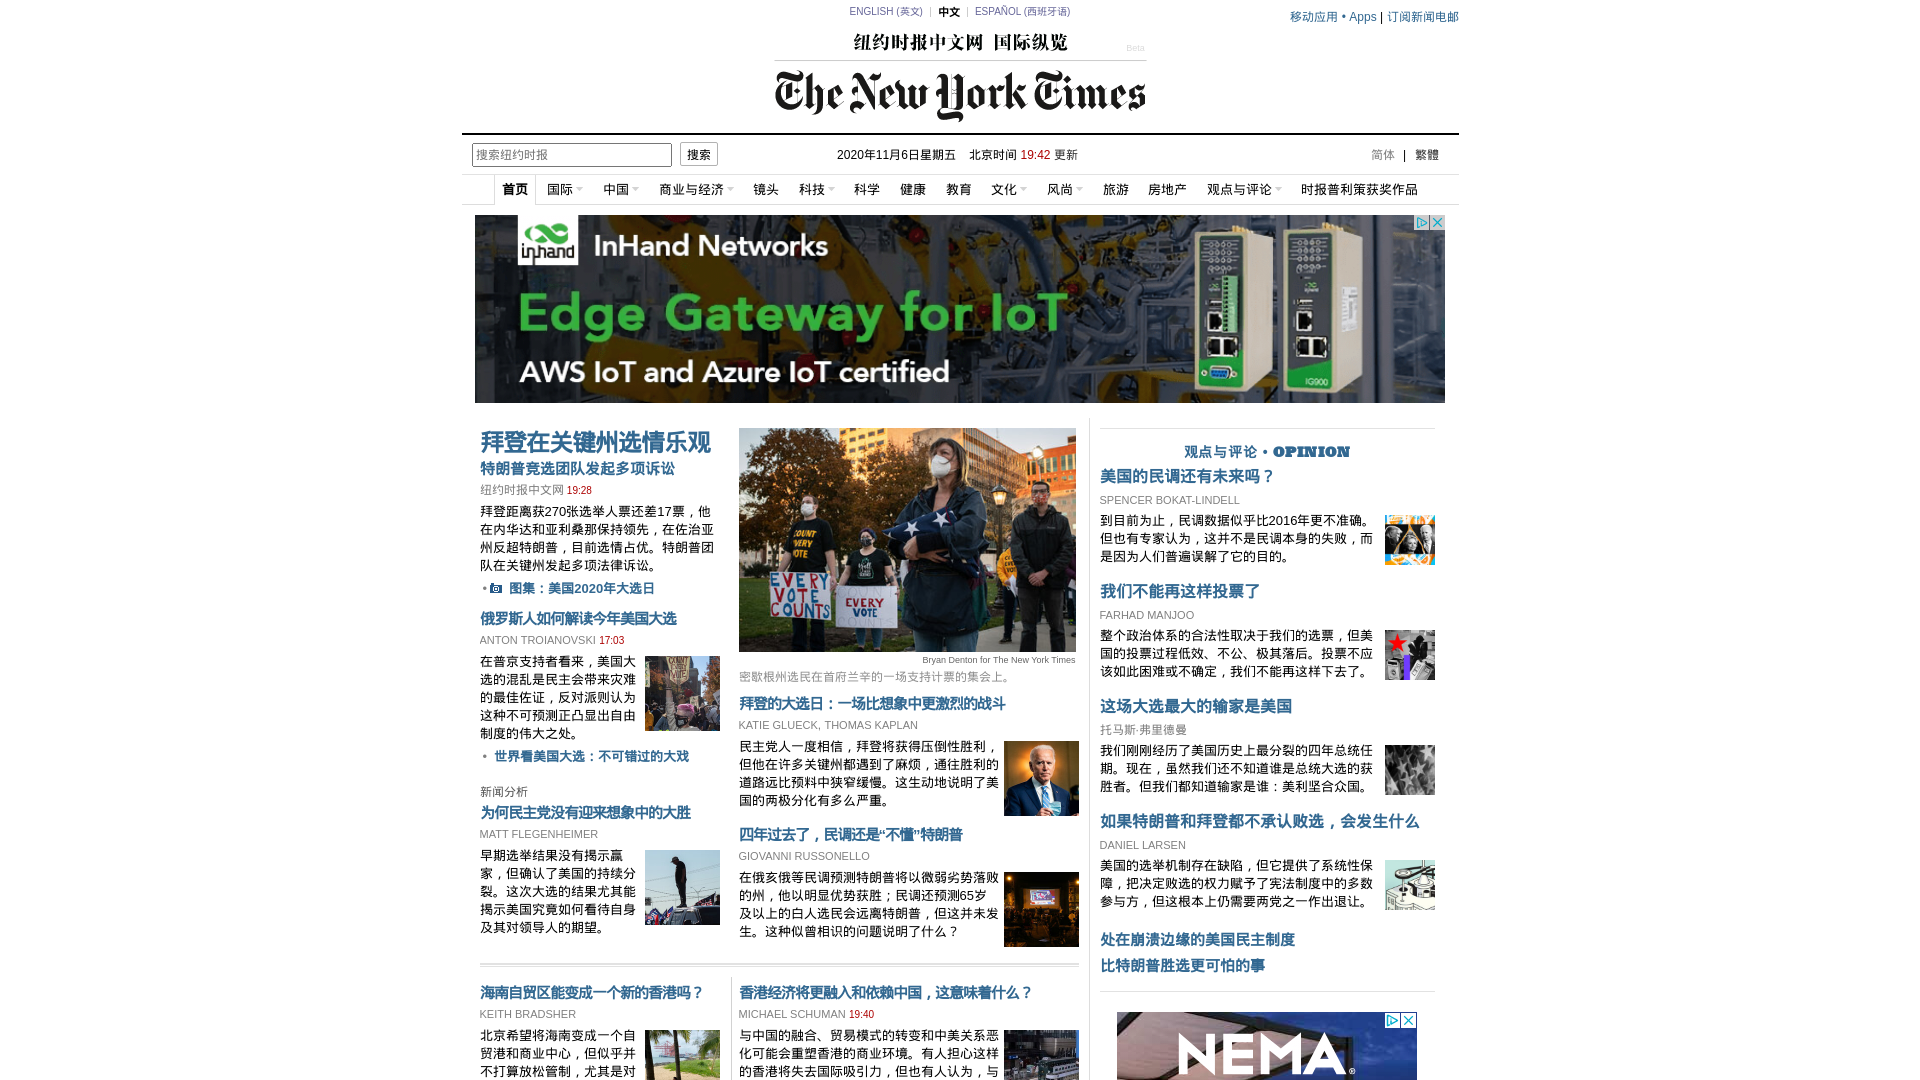 ENGLISH (英文) | 中文 | ESPAÑOL (西班牙语)
移动应用 • Apps | 订阅新闻电邮
纽约时报中文网 国际纵览
Beta
The New York Times
搜索纽约时报
搜索
2020年11月6日星期五 北京时间 19:42 更新
简体 | 繁體
首页 国际 中国 商业与经济 镜头 科技 科学 健康 教育 文化 风尚 旅游 房地产 观点与评论 时报普利策获奖作品
inhand
InHand Networks
Edge Gateway for IoT
AWS IoT and Azure IoT certified
IG900
拜登在关键州选情乐观
特朗普竞选团队发起多项诉讼
纽约时报中文网 19:28
拜登距离获270张选举人票还差17票，他
在内华达和亚利桑那保持领先，在佐治亚
州反超特朗普，目前选情占优。特朗普团
队在关键州发起多项法律诉讼。
• 图集：美国2020年大选日
俄罗斯人如何解读今年美国大选
ANTON TROIANOVSKI 17:03
在普京支持者看来，美国大
选的混乱是民主会带来灾难
的最佳佐证，反对派则认为
这种不可预测正凸显出自由
制度的伟大之处。
• 世界看美国大选：不可错过的大戏
新闻分析
为何民主党没有迎来想象中的大胜
MATT FLEGENHEIMER
早期选举结果没有揭示赢
家，但确认了美国的持续分
裂。这次大选的结果尤其能
揭示美国究竟如何看待自身
及其对领导人的期望。
COUNT
EVERY
VOTE
EVERY
VOTE
COUNTS
EVERY
VOTE
COUNTS
Bryan Denton for The New York Times
密歇根州选民在首府兰辛的一场支持计票的集会上。
拜登的大选日：一场比想象中更激烈的战斗
KATIE GLUECK, THOMAS KAPLAN
民主党人一度相信，拜登将获得压倒性胜利，
但他在许多关键州都遇到了麻烦，通往胜利的
道路远比预料中狭窄缓慢。这生动地说明了美
国的两极分化有多么严重。
四年过去了，民调还是“不懂”特朗普
GIOVANNI RUSSONELLO
在俄亥俄等民调预测特朗普将以微弱劣势落败
的州，他以明显优势获胜；民调还预测65岁
及以上的白人选民会远离特朗普，但这并未发
生。这种似曾相识的问题说明了什么？
观点与评论 • OPINION
美国的民调还有未来吗？
SPENCER BOKAT-LINDELL
到目前为止，民调数据似乎比2016年更不准确。
但也有专家认为，这并不是民调本身的失败，而
是因为人们普遍误解了它的目的。
我们不能再这样投票了
FARHAD MANJOO
整个政治体系的合法性取决于我们的选票，但美
国的投票过程低效、不公、极其落后。投票不应
该如此困难或不确定，我们不能再这样下去了。
这场大选最大的输家是美国
托马斯·弗里德曼
我们刚刚经历了美国历史上最分裂的四年总统任
期。现在，虽然我们还不知道谁是总统大选的获
胜者。但我们都知道输家是谁：美利坚合众国。
如果特朗普和拜登都不承认败选，会发生什么
DANIEL LARSEN
美国的选举机制存在缺陷，但它提供了系统性保
障，把决定败选的权力赋予了宪法制度中的多数
参与方，但这根本上仍需要两党之一作出退让。
处在崩溃边缘的美国民主制度
比特朗普胜选更可怕的事
海南自贸区能变成一个新的香港吗？
KEITH BRADSHER
北京希望将海南变成一个自
贸港和商业中心，但似乎并
不打算放松管制，尤其是对
香港经济将更融入和依赖中国，这意味着什么？
MICHAEL SCHUMAN 19:40
与中国的融合、贸易模式的转变和中美关系恶
化可能会重塑香港的商业环境。有人担心这样
的香港将失去国际吸引力，但也有人认为，与
NEMA®